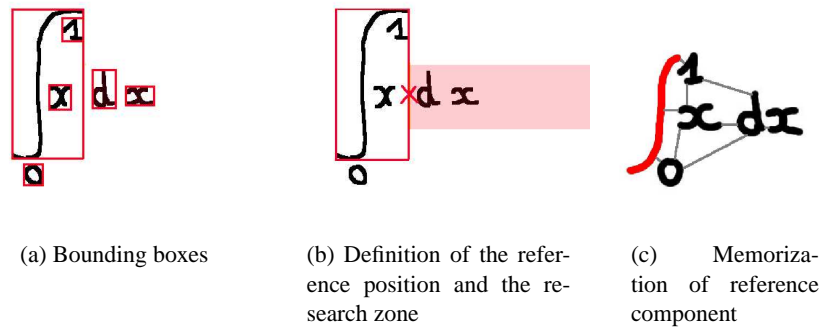 ∫ 1 x d x 0
∫ 1 x d x 0
∫ 1 x d x 0
(a) Bounding boxes
(b) Definition of the refer-
ence position and the re-
search zone
(c) Memoriza-
tion of reference
component